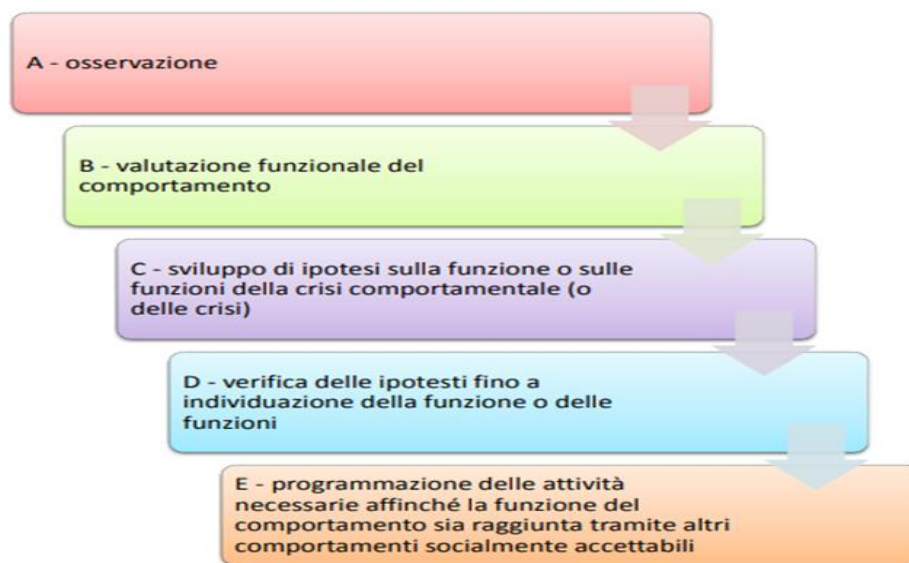 A - osservazione
B - valutazione funzionale del
comportamento
C - sviluppo di ipotesi sulla funzione o sulle
funzioni della crisi comportamentale (o
delle crisi)
D - verifica delle ipotesti fino a
individuazione della funzione o delle
funzioni
E - programmazione delle attività
necessarie affinché la funzione del
comportamento sia raggiunta tramite altri
comportamenti socialmente accettabili